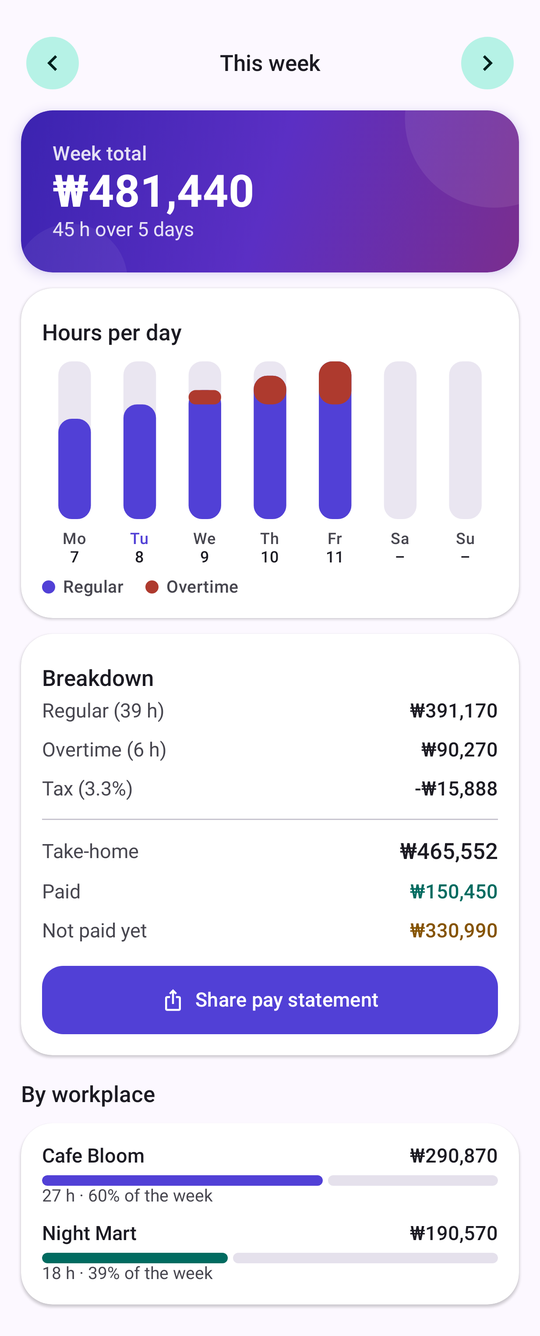 This week
Week total
₩481,440
45 h over 5 days
Hours per day
Mo Tu We Th Fr Sa Su
7 8 9 10 11 – –
Regular Overtime
Breakdown
Regular (39 h) ₩391,170
Overtime (6 h) ₩90,270
Tax (3.3%) -₩15,888
Take-home ₩465,552
Paid ₩150,450
Not paid yet ₩330,990
Share pay statement
By workplace
Cafe Bloom ₩290,870
27 h · 60% of the week
Night Mart ₩190,570
18 h · 39% of the week